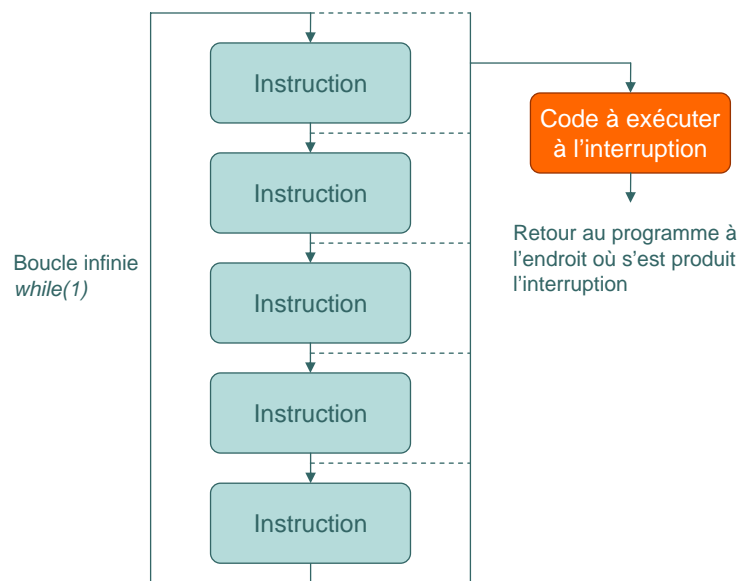 Instruction
Code à exécuter
à l’interruption
Instruction
Retour au programme à
l’endroit où s’est produit
l’interruption
Boucle infinie
while(1)
Instruction
Instruction
Instruction